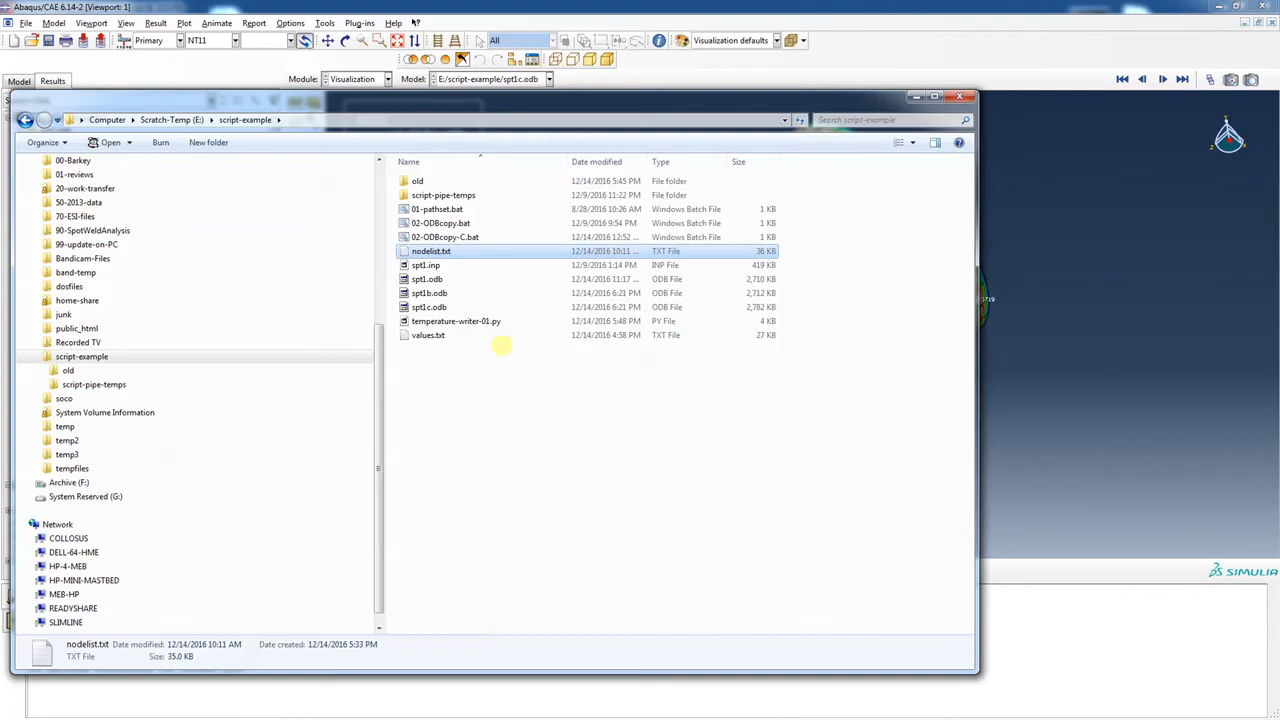 Abaqus/CAE 6.14-2 [Viewport: 1]
File Model Viewport View Result Plot Animate Report Options Tools Plug-ins Help
Primary NT11 All Visualization defaults
Model Results Module: Visualization Model: E:/script-example/spt1c.odb
Computer Scratch-Temp (E:) script-example Search script-example
Organize Open Burn New folder
Name Date modified Type Size
00-Barkey
01-reviews
20-work-transfer
50-2013-data
70-ESI-files
90-SpotWeldAnalysis
99-update-on-PC
Bandicam-Files
band-temp
dosfiles
home-share
junk
public_html
Recorded TV
script-example
old
script-pipe-temps
soco
System Volume Information
temp
temp2
temp3
tempfiles
Archive (F:)
System Reserved (G:)
Network
COLLOSUS
DELL-64-HME
HP-4-MEB
HP-MINI-MASTBED
MEB-HP
READYSHARE
SLIMLINE
old 12/14/2016 5:45 PM File folder
script-pipe-temps 12/9/2016 11:22 PM File folder
01-pathset.bat 8/28/2016 10:26 AM Windows Batch File 1 KB
02-ODBcopy.bat 12/9/2016 9:54 PM Windows Batch File 1 KB
02-ODBcopy-C.bat 12/14/2016 12:52 ... Windows Batch File 1 KB
nodelist.txt 12/14/2016 10:11 ... TXT File 36 KB
spt1.inp 12/9/2016 1:14 PM INP File 419 KB
spt1.odb 12/14/2016 11:17 ... ODB File 2,710 KB
spt1b.odb 12/14/2016 6:21 PM ODB File 2,712 KB
spt1c.odb 12/14/2016 6:21 PM ODB File 2,782 KB
temperature-writer-01.py 12/14/2016 5:48 PM PY File 4 KB
values.txt 12/14/2016 4:58 PM TXT File 27 KB
Y
Z X
3719
SIMULIA
nodelist.txt Date modified: 12/14/2016 10:11 AM Date created: 12/14/2016 5:33 PM
TXT File Size: 35.0 KB